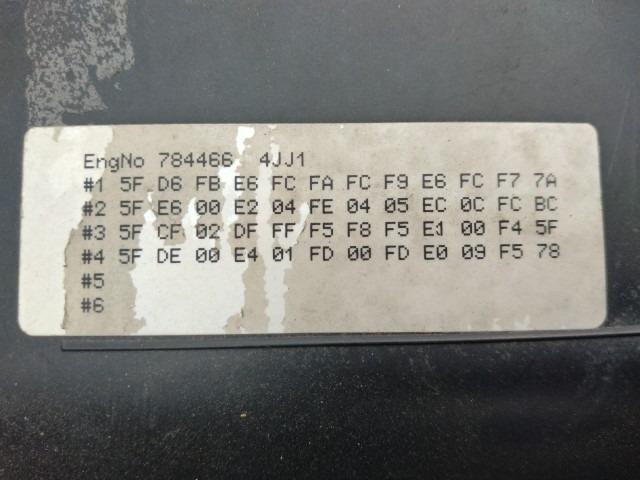 EngNo 784466 4JJ1
#1 5F D6 FB E6 FC FA FC F9 E6 FC F7 7A
#2 5F E6 00 E2 04 FE 04 05 EC 0C FC BC
#3 5F CF 02 DF FF F5 F8 F5 E1 00 F4 5F
#4 5F DE 00 E4 01 FD 00 FD E0 09 F5 78
#5
#6